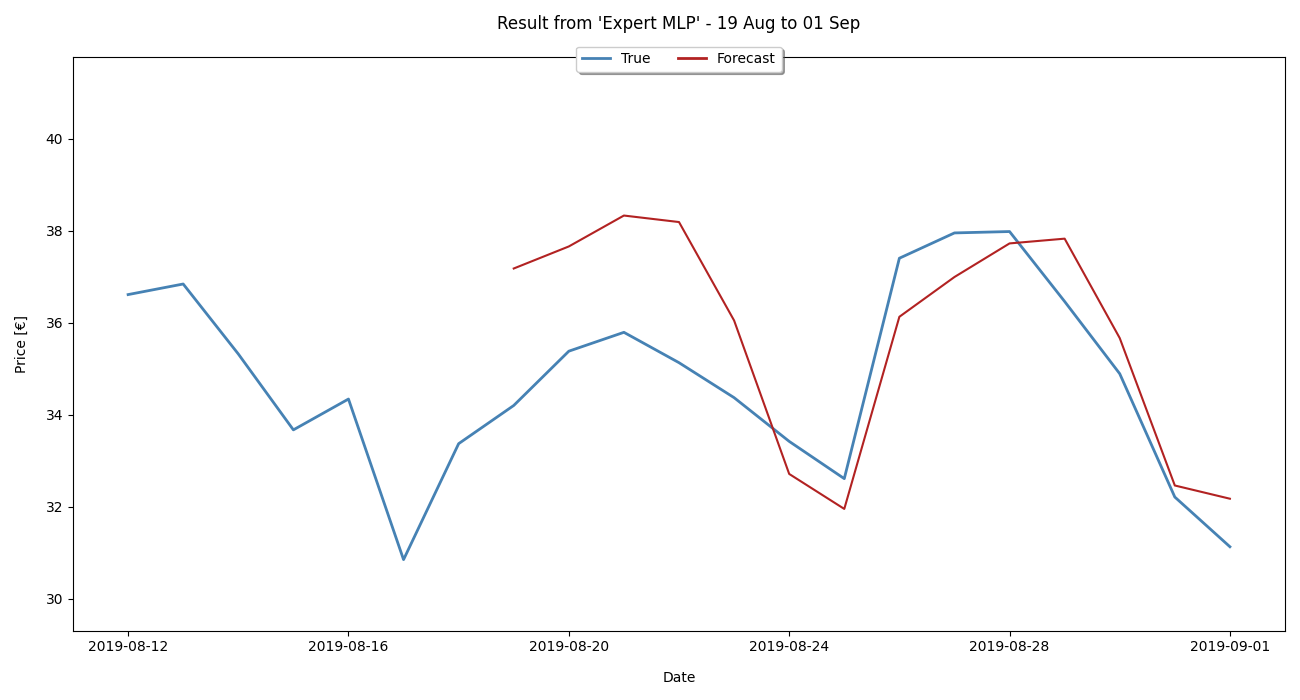 Result from 'Expert MLP' - 19 Aug to 01 Sep
True
Forecast
40
38
36
34
32
30
Price [€]
2019-08-12
2019-08-16
2019-08-20
2019-08-24
2019-08-28
2019-09-01
Date